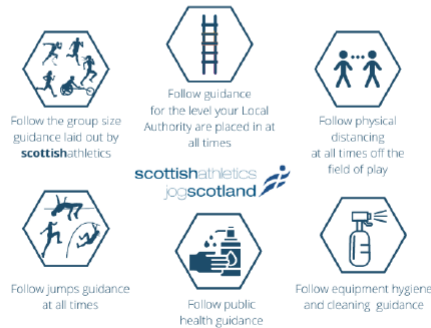 Follow the group size
guidance laid out by
scottishathletics
Follow guidance
for the level your Local
Authority are placed in at
all times
Follow physical
distancing
at all times off the
field of play
scottishathletics
jogscotland
Follow jumps guidance
at all times
Follow public
health guidance
Follow equipment hygiene
and cleaning guidance